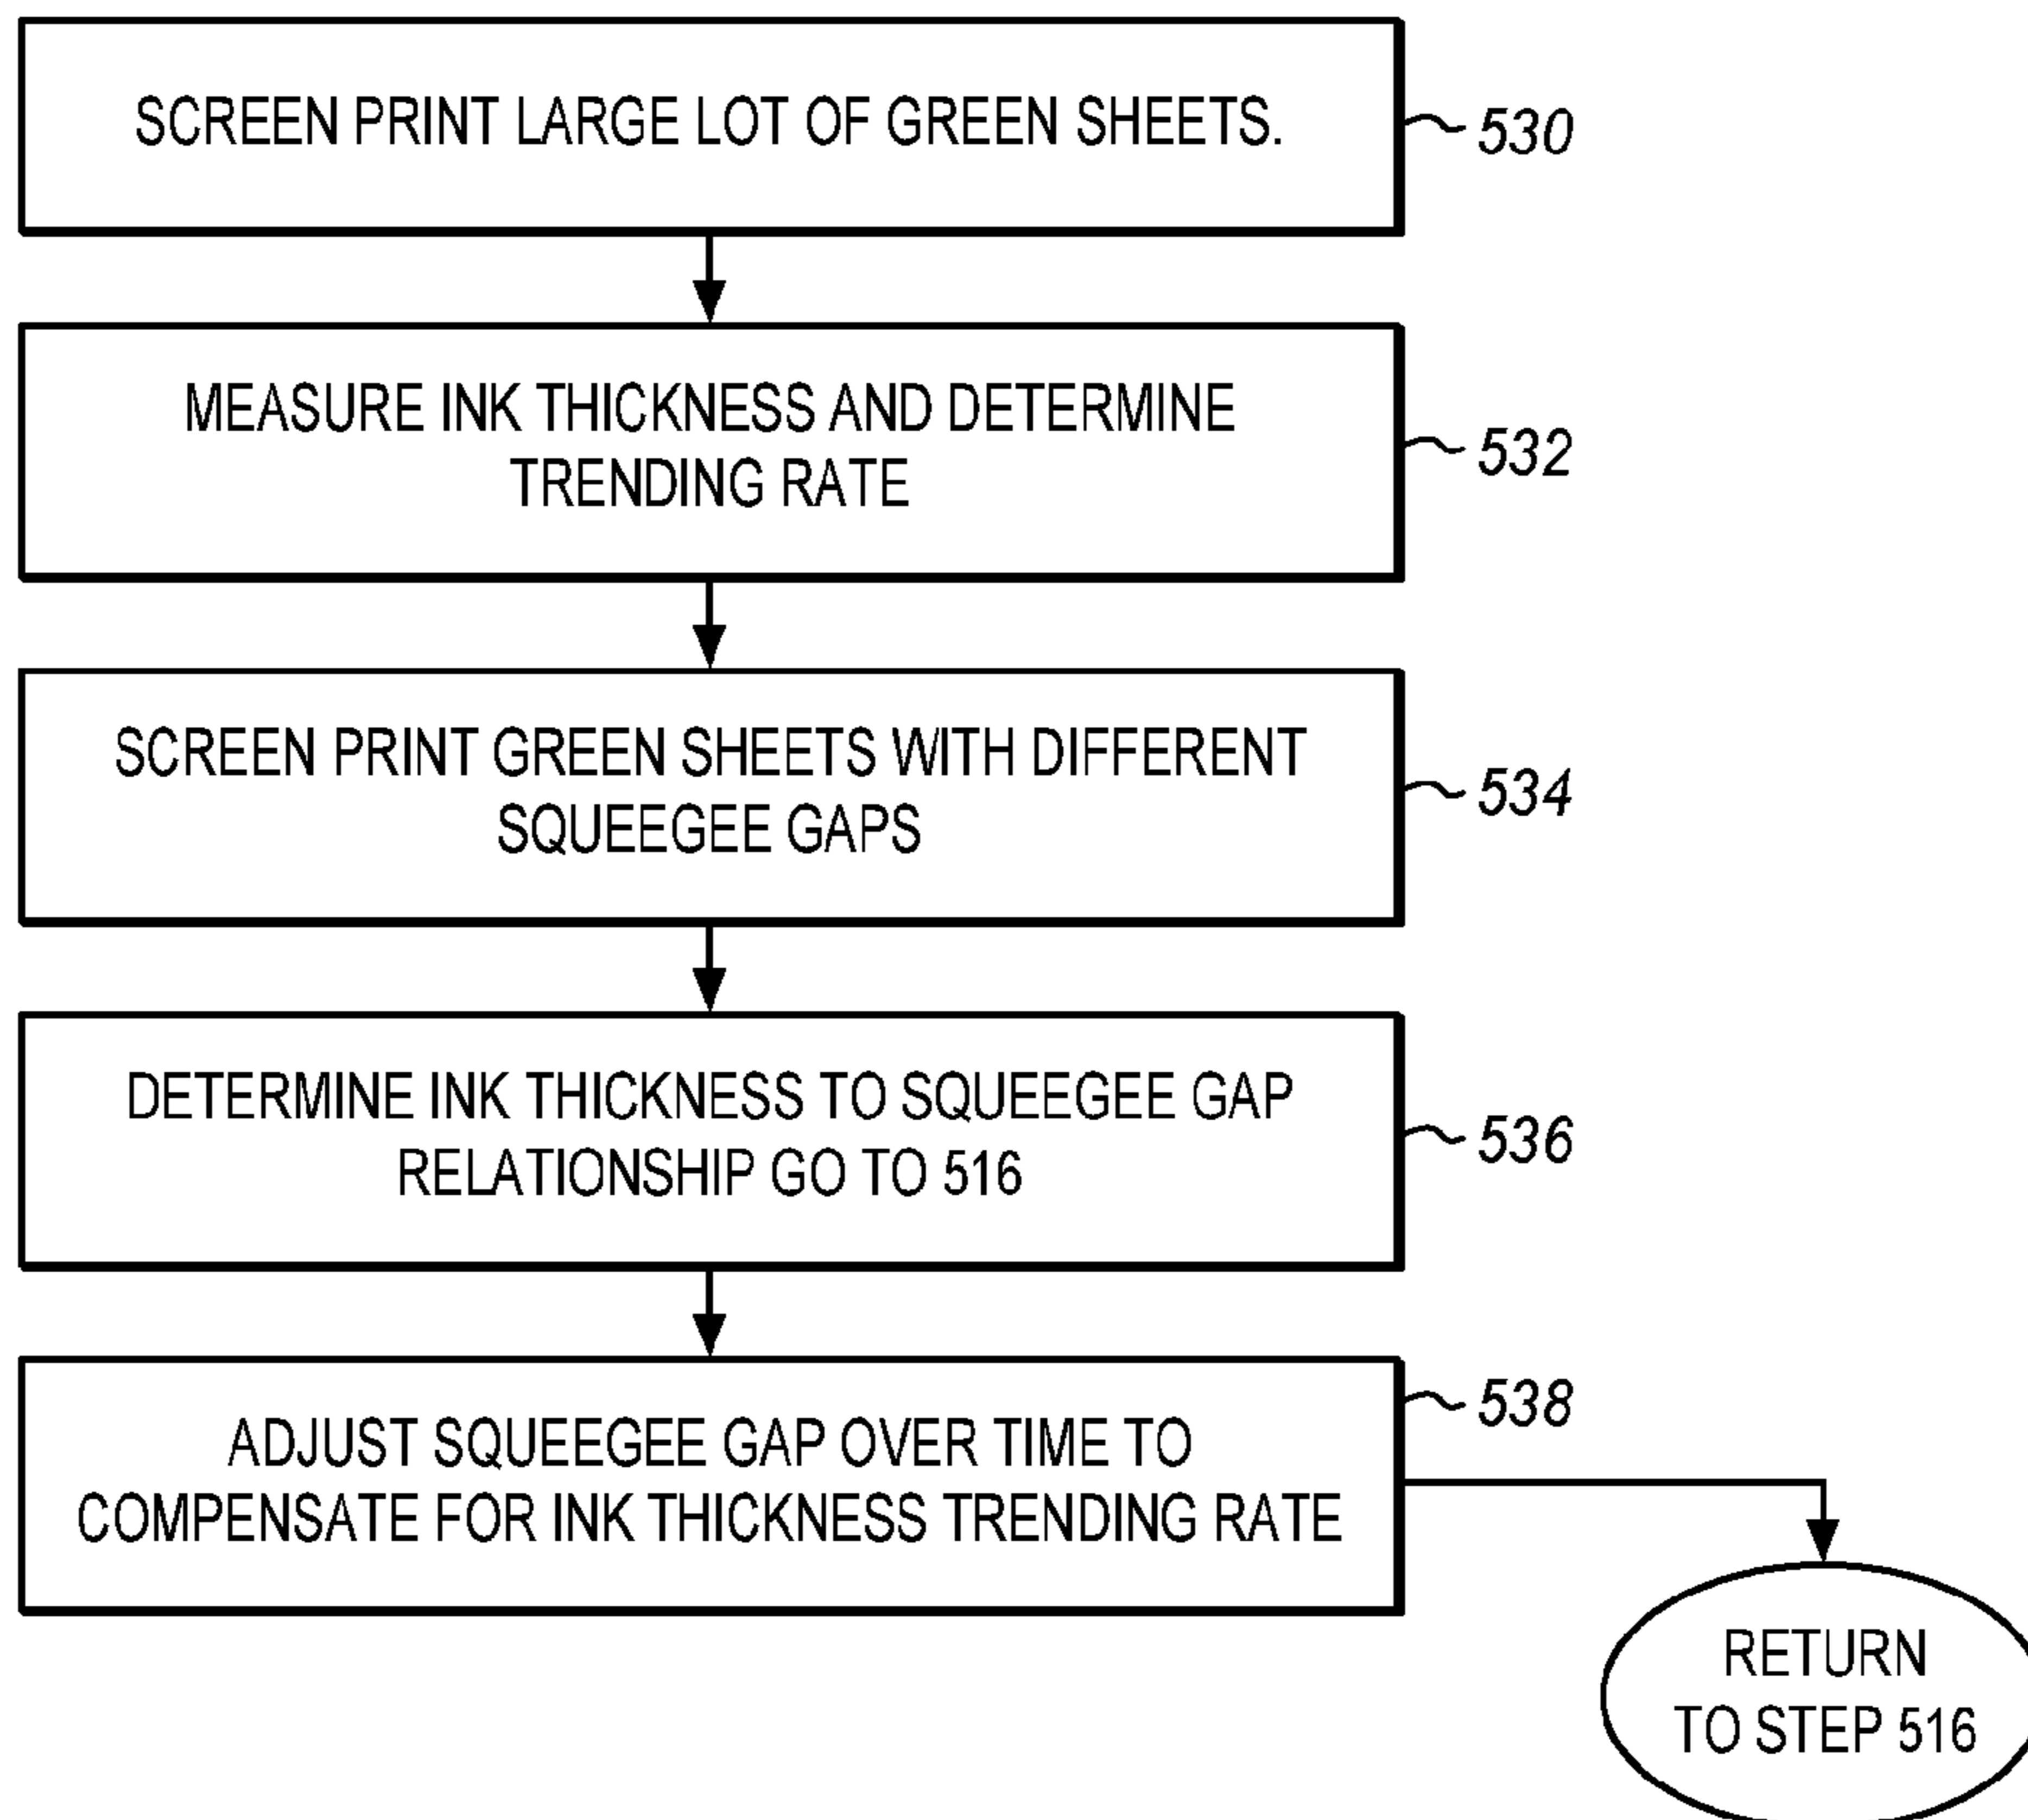 SCREEN PRINT LARGE LOT OF GREEN SHEETS.
530
MEASURE INK THICKNESS AND DETERMINE
TRENDING RATE
532
SCREEN PRINT GREEN SHEETS WITH DIFFERENT
SQUEEGEE GAPS
534
DETERMINE INK THICKNESS TO SQUEEGEE GAP
RELATIONSHIP GO TO 516
536
ADJUST SQUEEGEE GAP OVER TIME TO
COMPENSATE FOR INK THICKNESS TRENDING RATE
538
RETURN
TO STEP 516